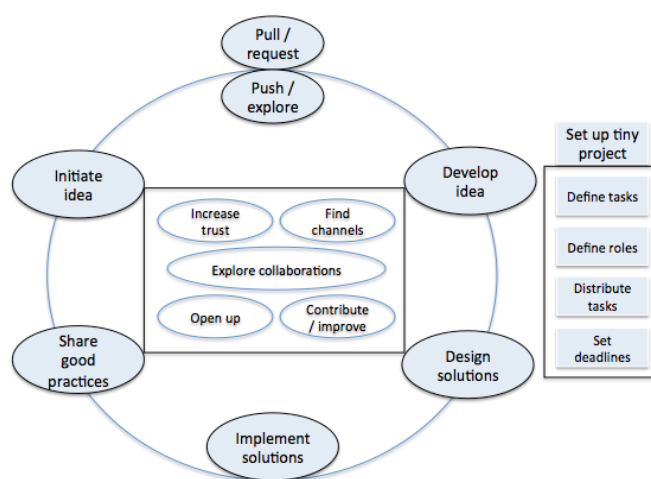 Pull /
request
Push /
explore
Initiate
idea
Develop
idea
Increase
trust
Find
channels
Explore collaborations
Open up
Contribute
/ improve
Share
good
practices
Design
solutions
Implement
solutions
Set up tiny
project
Define tasks
Define roles
Distribute
tasks
Set
deadlines